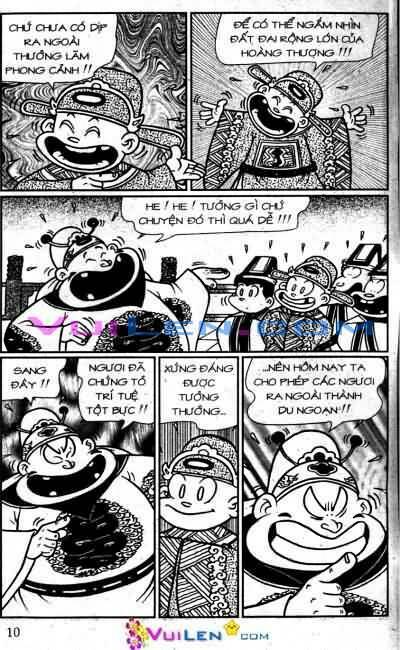 CHỨ CHƯA CÓ DỊP
RA NGOÀI
THƯỞNG LÃM
PHONG CẢNH !!
ĐỂ CÓ THỂ NGẮM NHÌN
ĐẤT ĐAI RỘNG LỚN CỦA
HOÀNG THƯỢNG !!!
HE ! HE ! TƯỞNG GÌ CHỨ
CHUYỆN ĐÓ THÌ QUÁ DỄ !!!
VUILEN.COM
SANG
ĐÂY !!
NGƯƠI ĐÃ
CHỨNG TỎ
TRÍ TUỆ
TỘT BỰC !!
XỨNG ĐÁNG
ĐƯỢC
TƯỞNG
THƯỞNG..
..NÊN HÔM NAY TA
CHO PHÉP CÁC NGƯƠI
RA NGOÀI THÀNH
DU NGOẠN!!
10
VUILEN.COM